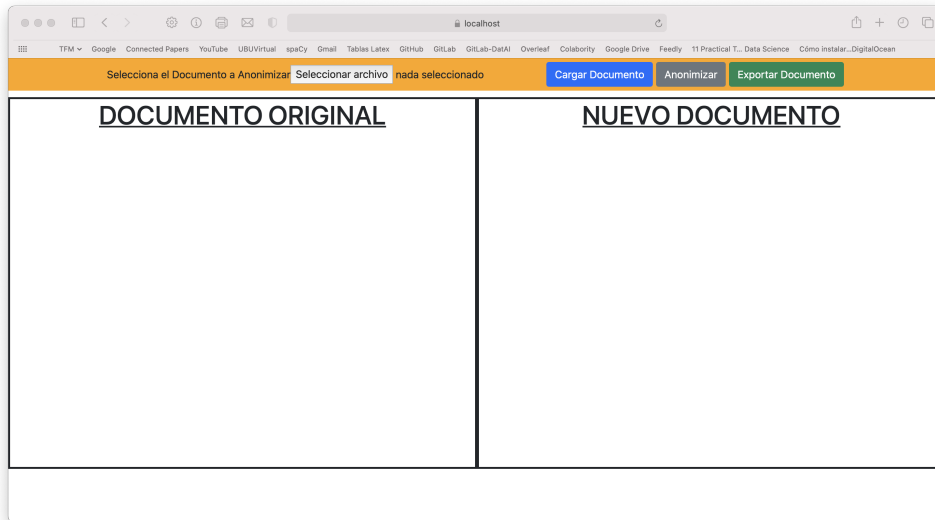 localhost
TFM Google Connected Papers YouTube UBUVirtual spaCy Gmail Tablas Latex GitHub GitLab GitLab-DatAI Overleaf Colabority Google Drive Feedly 11 Practical T... Data Science Cómo instalar...DigitalOcean
Selecciona el Documento a Anonimizar Seleccionar archivo nada seleccionado Cargar Documento Anonimizar Exportar Documento
DOCUMENTO ORIGINAL NUEVO DOCUMENTO